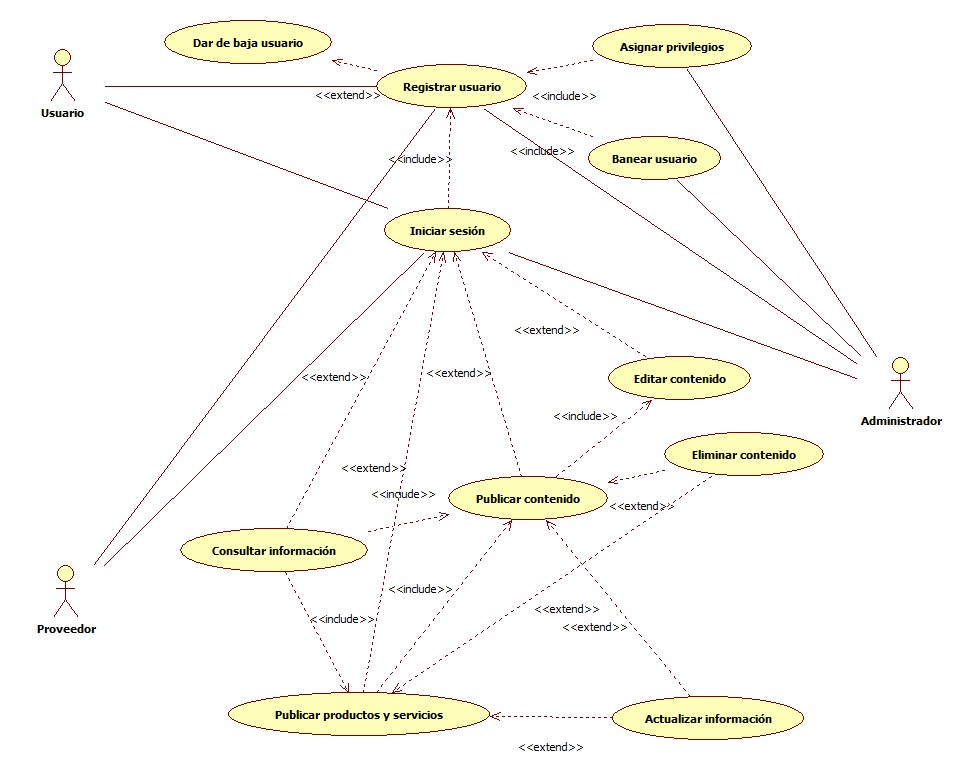 Dar de baja usuario
Asignar privilegios
Registrar usuario
<<extend>>
<<include>>
Usuario
<<include>>
<<include>>
Banear usuario
Iniciar sesión
<<extend>>
<<extend>>
<<extend>>
Editar contenido
<<include>>
Administrador
Eliminar contenido
<<extend>>
<<include>>
Publicar contenido
<<extend>>
Consultar información
<<include>>
<<extend>>
<<include>>
<<extend>>
Proveedor
Publicar productos y servicios
Actualizar información
<<extend>>